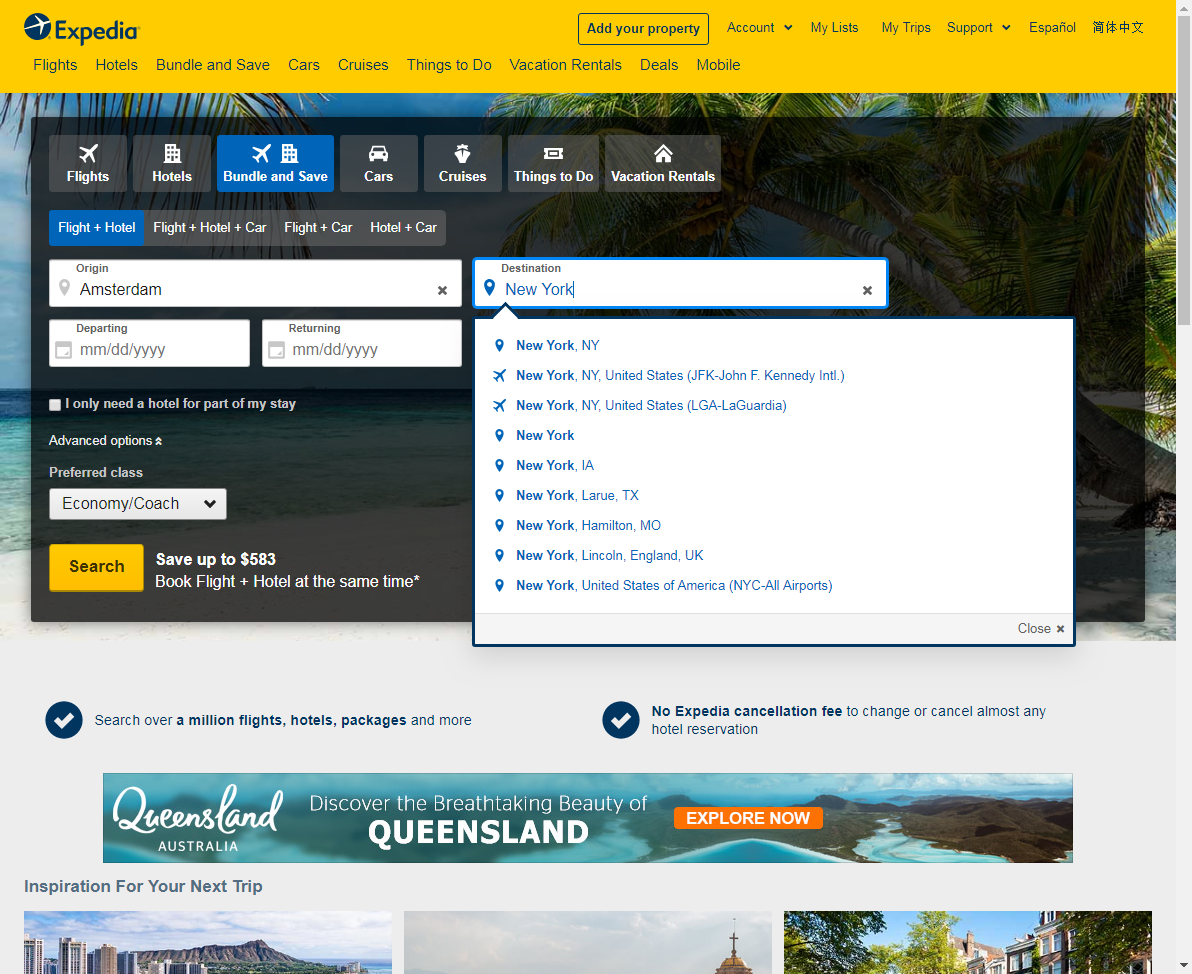 Expedia
Add your property
Account
My Lists
My Trips
Support
Español
简体中文
Flights
Hotels
Bundle and Save
Cars
Cruises
Things to Do
Vacation Rentals
Deals
Mobile
Flights
Hotels
Bundle and Save
Cars
Cruises
Things to Do
Vacation Rentals
Flight + Hotel
Flight + Hotel + Car
Flight + Car
Hotel + Car
Origin
Amsterdam
Destination
New York
Departing
mm/dd/yyyy
Returning
mm/dd/yyyy
I only need a hotel for part of my stay
Advanced options
Preferred class
Economy/Coach
Search
Save up to $583
Book Flight + Hotel at the same time*
New York, NY
New York, NY, United States (JFK-John F. Kennedy Intl.)
New York, NY, United States (LGA-LaGuardia)
New York
New York, IA
New York, Larue, TX
New York, Hamilton, MO
New York, Lincoln, England, UK
New York, United States of America (NYC-All Airports)
Close
Search over a million flights, hotels, packages and more
No Expedia cancellation fee to change or cancel almost any
hotel reservation
Queensland
AUSTRALIA
Discover the Breathtaking Beauty of
QUEENSLAND
EXPLORE NOW
Inspiration For Your Next Trip